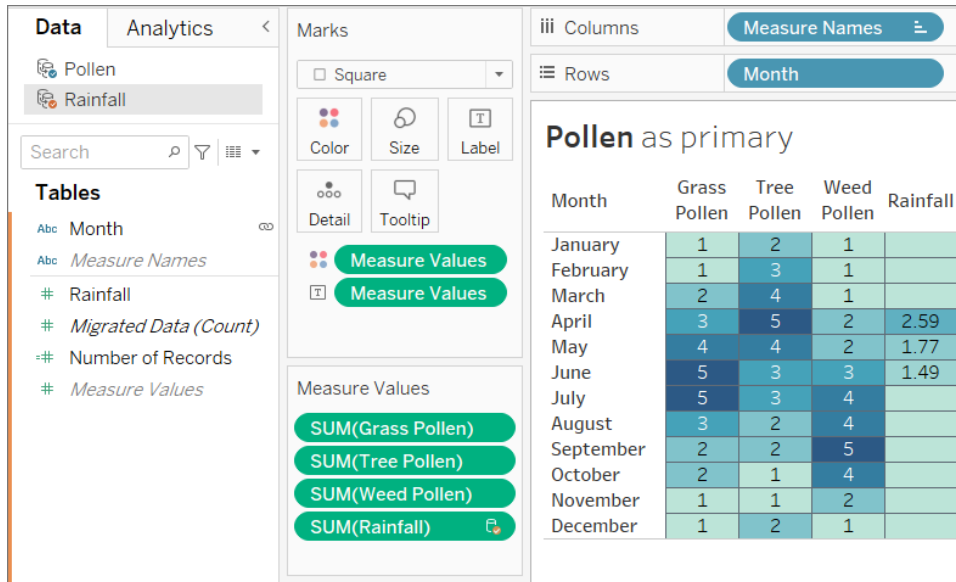 Data Analytics <
Pollen
Rainfall
Search
Tables
Abc Month
Abc Measure Names
# Rainfall
# Migrated Data (Count)
=# Number of Records
# Measure Values
Marks
Square
Color Size T Label
Detail Tooltip
Measure Values
T Measure Values
Measure Values
SUM(Grass Pollen)
SUM(Tree Pollen)
SUM(Weed Pollen)
SUM(Rainfall)
iii Columns Measure Names
Rows Month
Pollen as primary
Month Grass Pollen Tree Pollen Weed Pollen Rainfall
January 1 2 1
February 1 3 1
March 2 4 1
April 3 5 2 2.59
May 4 4 2 1.77
June 5 3 3 1.49
July 5 3 4
August 3 2 4
September 2 2 5
October 2 1 4
November 1 1 2
December 1 2 1